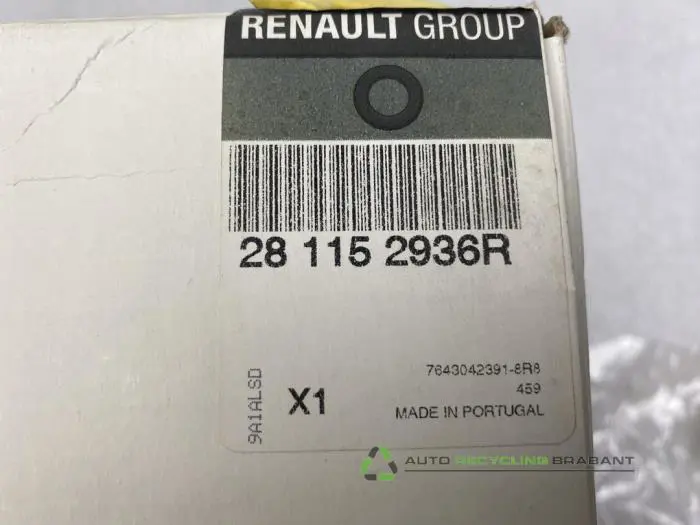 RENAULT GROUP
28 115 2936R
7643042391-8R8
459
9A1ALSD
X1
MADE IN PORTUGAL
AUTO RECYCLING BRABANT